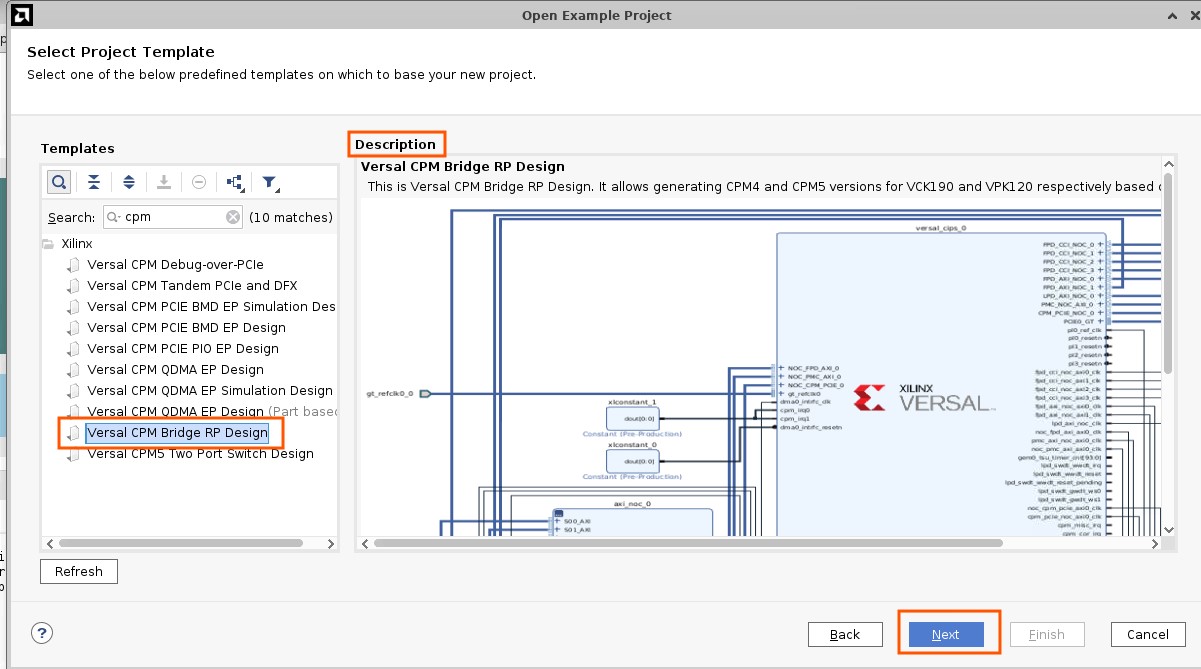 Open Example Project
Select Project Template
Select one of the below predefined templates on which to base your new project.
Templates
Search: cpm (10 matches)
Xilinx
Versal CPM Debug-over-PCIe
Versal CPM Tandem PCIe and DFX
Versal CPM PCIE BMD EP Simulation Des
Versal CPM PCIE BMD EP Design
Versal CPM PCIE PIO EP Design
Versal CPM QDMA EP Design
Versal CPM QDMA EP Simulation Design
Versal CPM QDMA EP Design (Part based
Versal CPM Bridge RP Design
Versal CPM5 Two Port Switch Design
Refresh
Description
Versal CPM Bridge RP Design
This is Versal CPM Bridge RP Design. It allows generating CPM4 and CPM5 versions for VCK190 and VPK120 respectively based
versal_cips_0
FPD_CCI_NOC_0
FPD_CCI_NOC_1
FPD_CCI_NOC_2
FPD_CCI_NOC_3
FPD_AXI_NOC_0
FPD_AXI_NOC_1
LPD_AXI_NOC_0
PMC_NOC_AXI_0
CPM_PCIE_NOC_0
PCIE0_GT
pl0_ref_clk
pl0_resetn
pl1_resetn
pl2_resetn
pl3_resetn
fpd_cci_noc_axi0_clk
fpd_cci_noc_axi1_clk
fpd_cci_noc_axi2_clk
fpd_cci_noc_axi3_clk
fpd_axi_noc_axi0_clk
fpd_axi_noc_axi1_clk
lpd_axi_noc_clk
noc_fpd_axi_axi0_clk
pmc_axi_noc_axi0_clk
noc_pmc_axi_axi0_clk
gem0_tsu_timer_cnt[93:0]
lpd_swdt_wwdt_irq
lpd_swdt_wwdt_reset
lpd_swdt_wwdt_reset_pending
lpd_swdt_gwdt_ws0
lpd_swdt_gwdt_ws1
noc_cpm_pcie_axi0_clk
cpm_pcie_noc_axi0_clk
cpm_misc_irq
cpm_cor_irq
NOC_FPD_AXI_0
NOC_PMC_AXI_0
NOC_CPM_PCIE_0
gt_refclk0
dma0_intrfc_clk
cpm_irq0
cpm_irq1
dma0_intrfc_resetn
XILINX
VERSAL
gt_refclk0_0
xlconstant_1
dout[0:0]
Constant (Pre-Production)
xlconstant_0
dout[0:0]
Constant (Pre-Production)
axi_noc_0
S00_AXI
S01_AXI
?
Back
Next
Finish
Cancel